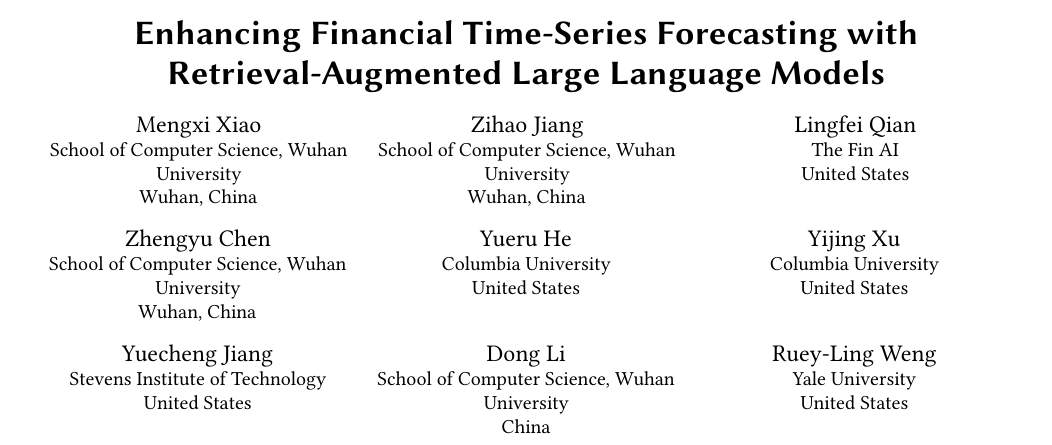 Enhancing Financial Time-Series Forecasting with
Retrieval-Augmented Large Language Models
Mengxi Xiao
School of Computer Science, Wuhan
University
Wuhan, China
Zihao Jiang
School of Computer Science, Wuhan
University
Wuhan, China
Lingfei Qian
The Fin AI
United States
Zhengyu Chen
School of Computer Science, Wuhan
University
Wuhan, China
Yueru He
Columbia University
United States
Yijing Xu
Columbia University
United States
Yuecheng Jiang
Stevens Institute of Technology
United States
Dong Li
School of Computer Science, Wuhan
University
China
Ruey-Ling Weng
Yale University
United States